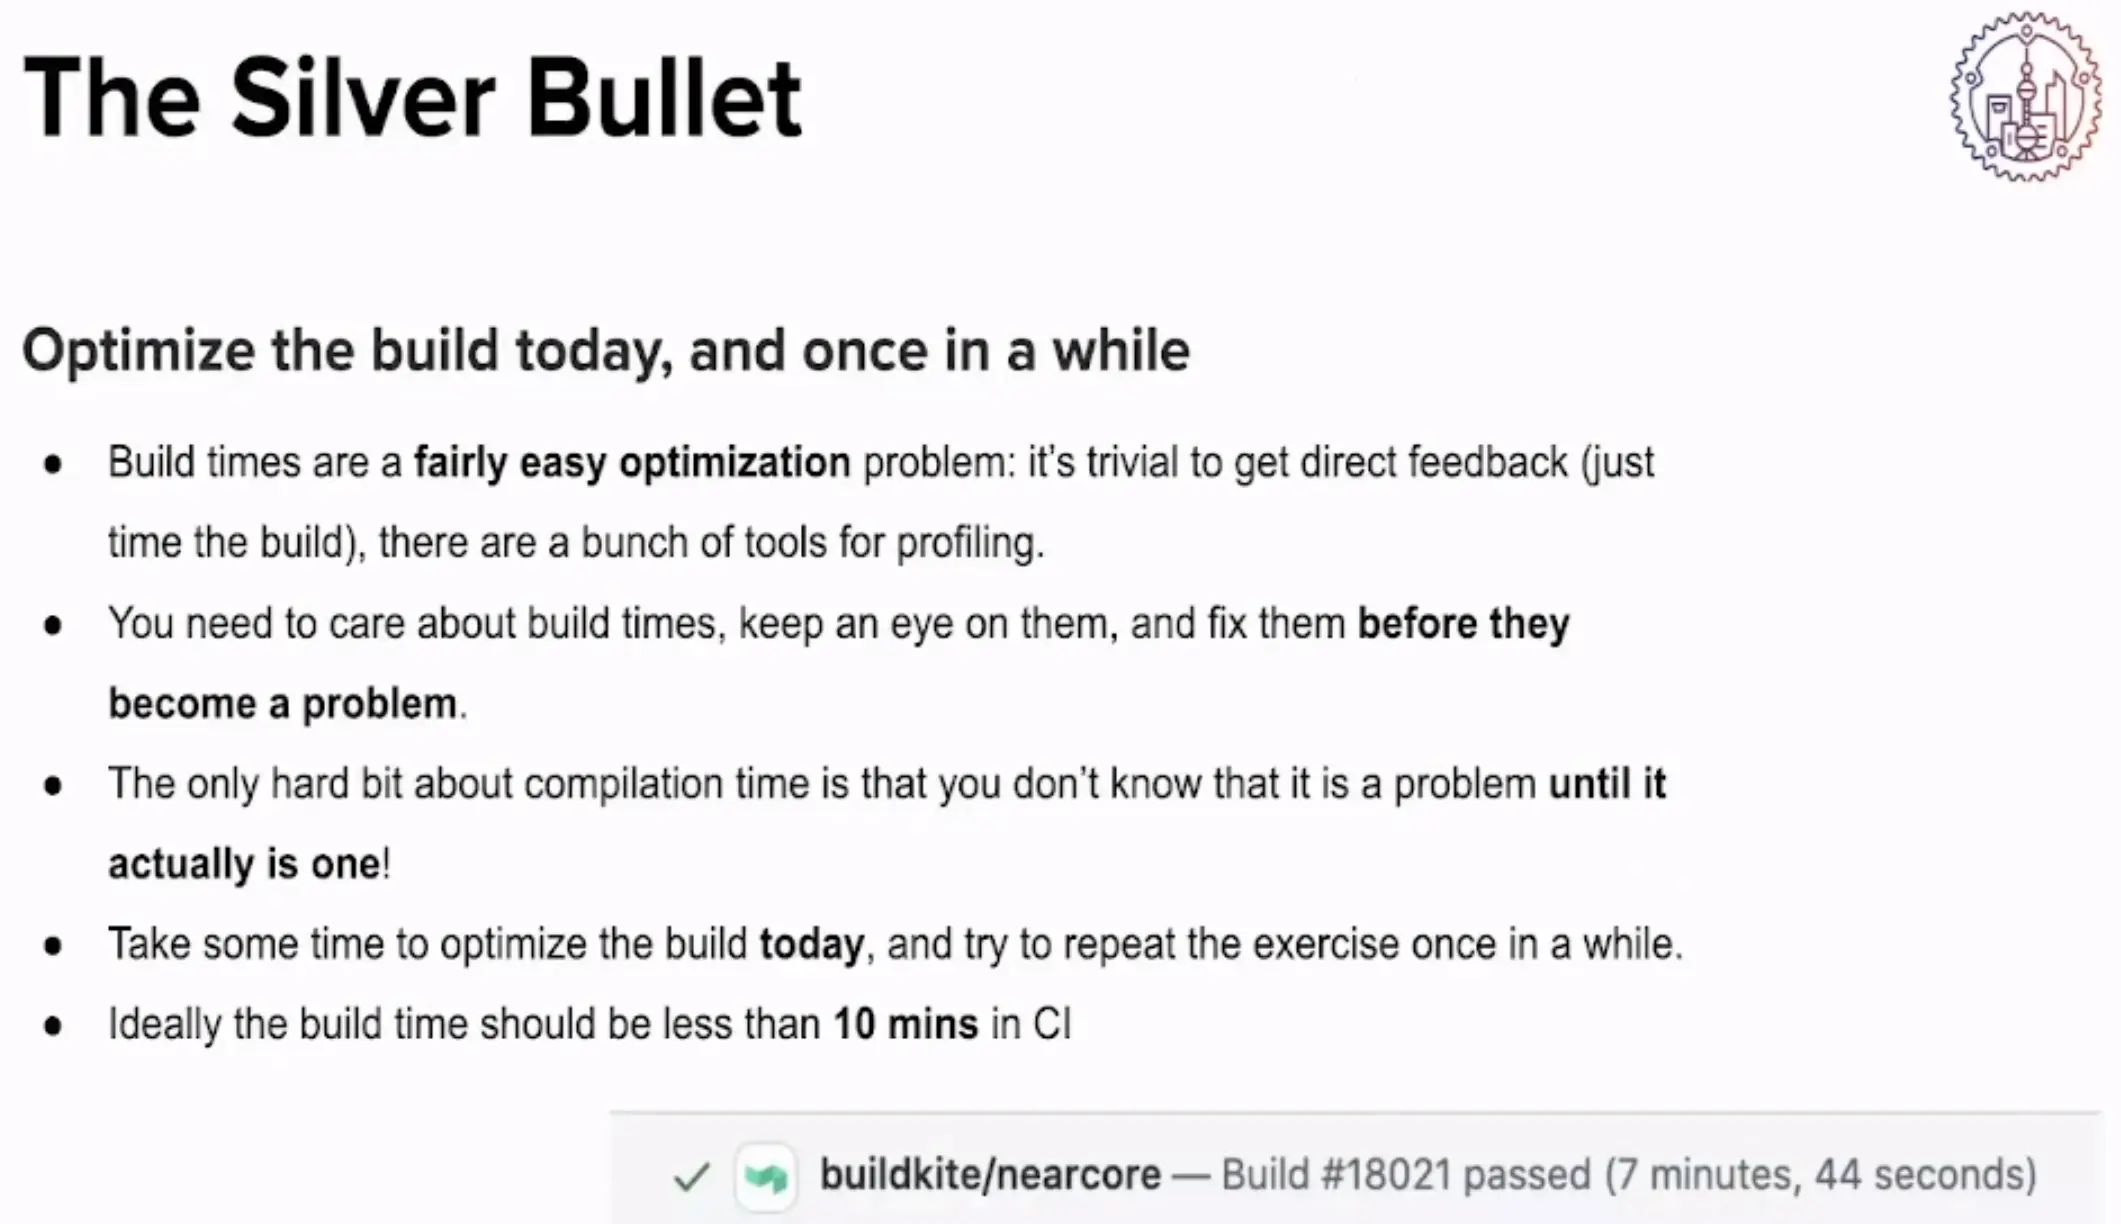 The Silver Bullet
Optimize the build today, and once in a while
● Build times are a fairly easy optimization problem: it’s trivial to get direct feedback (just
time the build), there are a bunch of tools for profiling.
● You need to care about build times, keep an eye on them, and fix them before they
become a problem.
● The only hard bit about compilation time is that you don’t know that it is a problem until it
actually is one!
● Take some time to optimize the build today, and try to repeat the exercise once in a while.
● Ideally the build time should be less than 10 mins in CI
buildkite/nearcore — Build #18021 passed (7 minutes, 44 seconds)